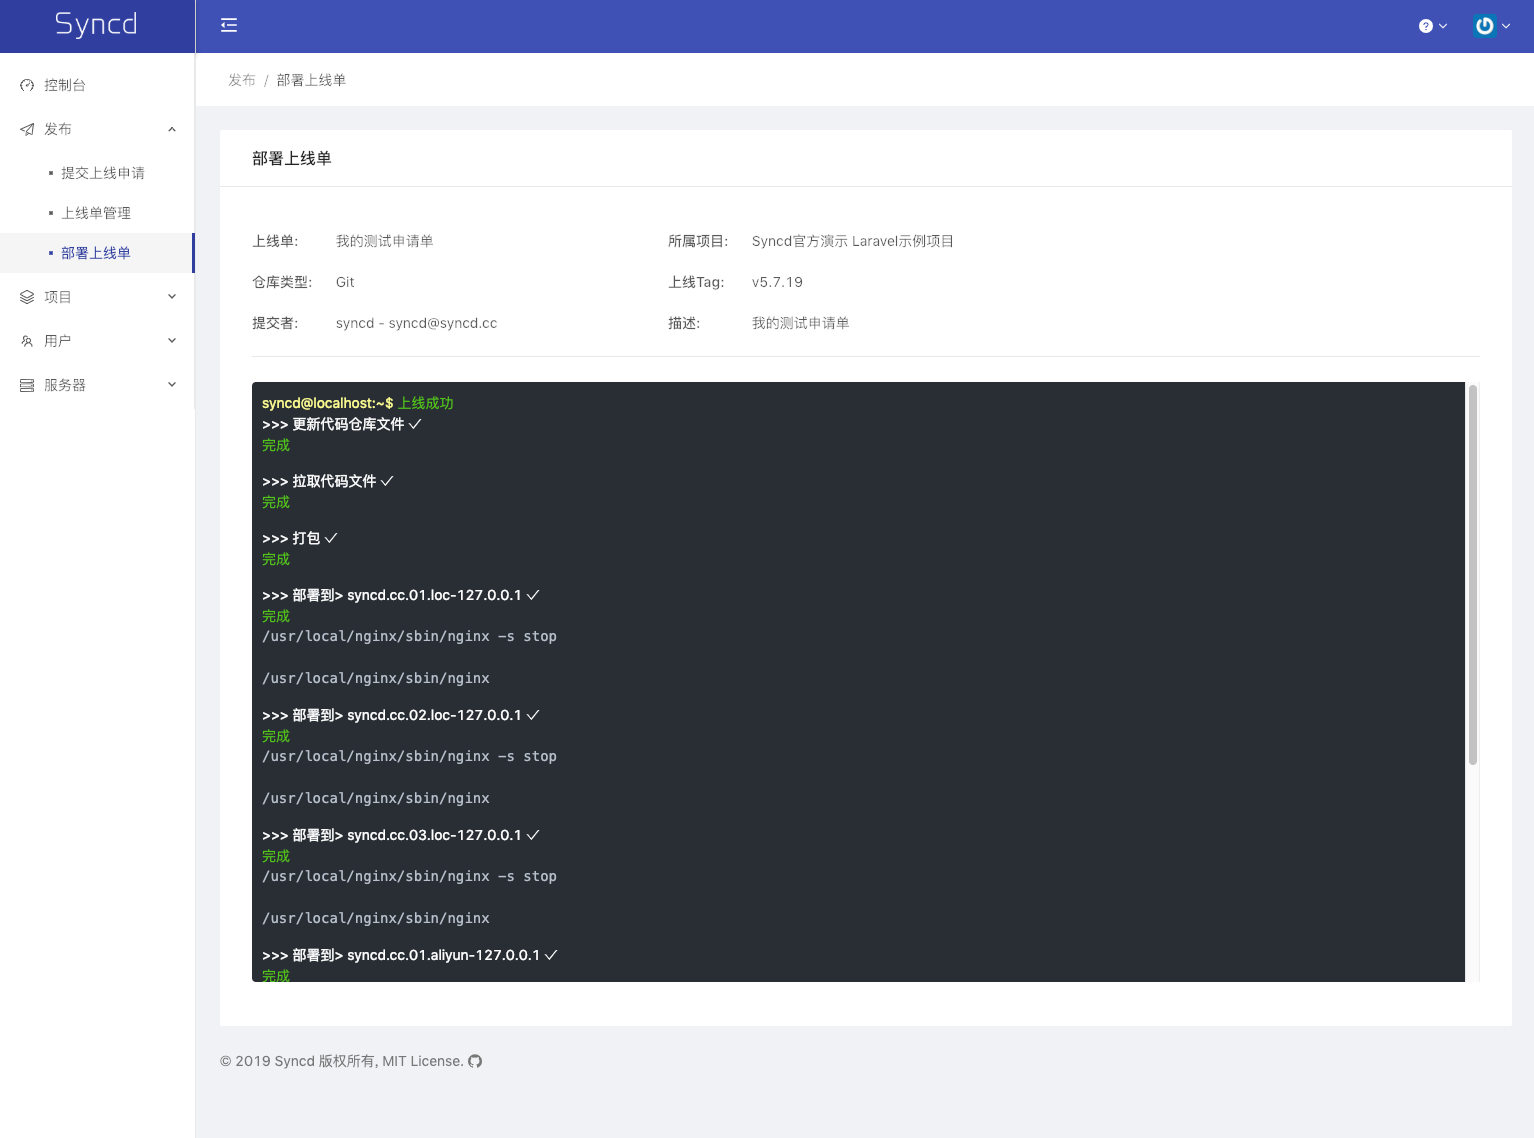 Syncd
控制台
发布
提交上线申请
上线单管理
部署上线单
项目
用户
服务器
发布 / 部署上线单
部署上线单
上线单: 我的测试申请单 所属项目: Syncd官方演示 Laravel示例项目
仓库类型: Git 上线Tag: v5.7.19
提交者: syncd - syncd@syncd.cc 描述: 我的测试申请单
syncd@localhost:~$ 上线成功
>>> 更新代码仓库文件 ✓
完成
>>> 拉取代码文件 ✓
完成
>>> 打包 ✓
完成
>>> 部署到> syncd.cc.01.loc-127.0.0.1 ✓
完成
/usr/local/nginx/sbin/nginx -s stop
/usr/local/nginx/sbin/nginx
>>> 部署到> syncd.cc.02.loc-127.0.0.1 ✓
完成
/usr/local/nginx/sbin/nginx -s stop
/usr/local/nginx/sbin/nginx
>>> 部署到> syncd.cc.03.loc-127.0.0.1 ✓
完成
/usr/local/nginx/sbin/nginx -s stop
/usr/local/nginx/sbin/nginx
>>> 部署到> syncd.cc.01.aliyun-127.0.0.1 ✓
完成
© 2019 Syncd 版权所有, MIT License.